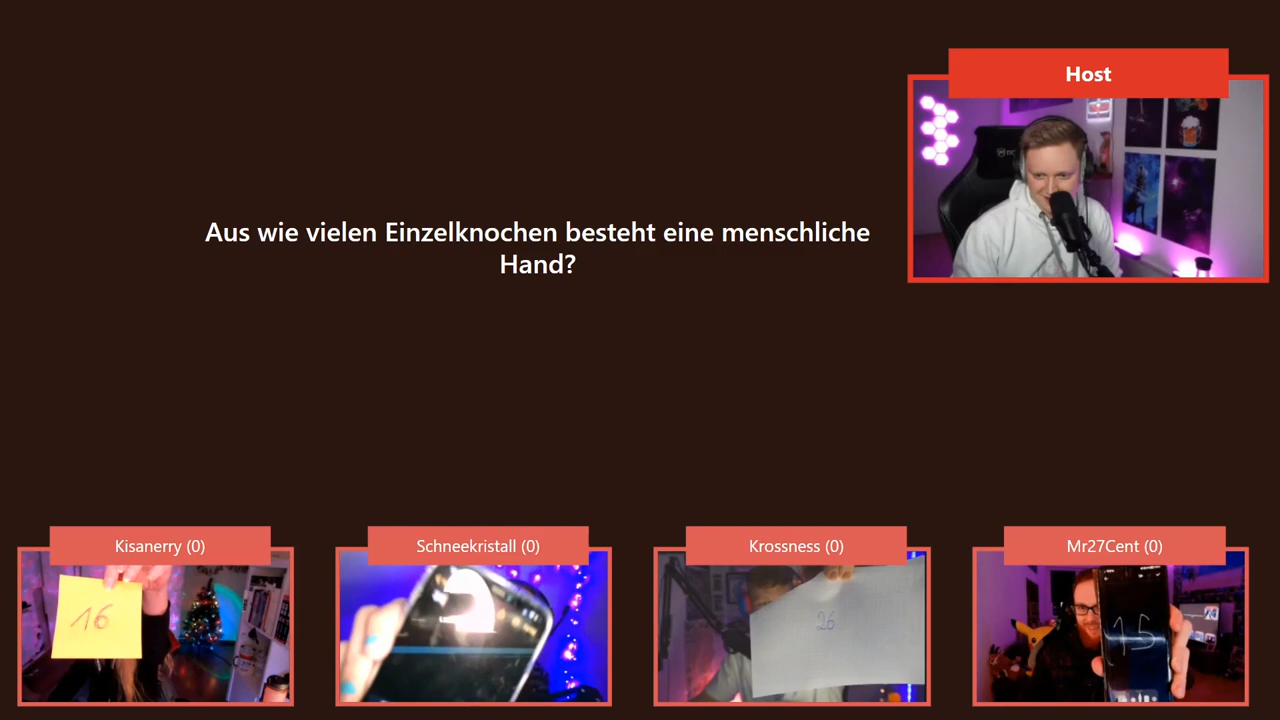 Host
Aus wie vielen Einzelknochen besteht eine menschliche
Hand?
Kisanerry (0)
Schneekristall (0)
Krossness (0)
Mr27Cent (0)
16
26
15